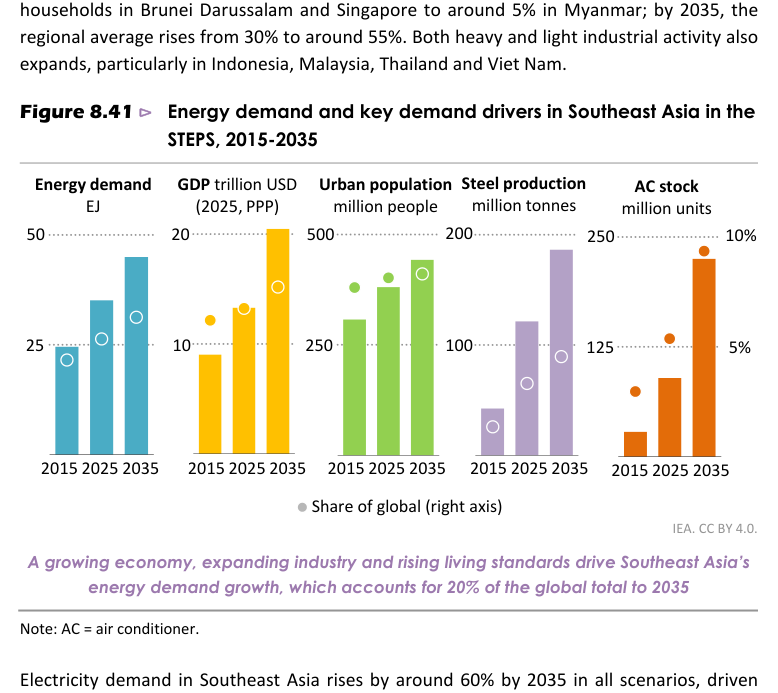 households in Brunei Darussalam and Singapore to around 5% in Myanmar; by 2035, the
regional average rises from 30% to around 55%. Both heavy and light industrial activity also
expands, particularly in Indonesia, Malaysia, Thailand and Viet Nam.
Figure 8.41 ▻ Energy demand and key demand drivers in Southeast Asia in the
STEPS, 2015-2035
Energy demand
EJ
50
25
2015 2025 2035
GDP trillion USD
(2025, PPP)
20
10
2015 2025 2035
Urban population
million people
500
250
2015 2025 2035
Steel production
million tonnes
200
100
2015 2025 2035
AC stock
million units
250 10%
125 5%
2015 2025 2035
Share of global (right axis)
IEA. CC BY 4.0.
A growing economy, expanding industry and rising living standards drive Southeast Asia's
energy demand growth, which accounts for 20% of the global total to 2035
Note: AC = air conditioner.
Electricity demand in Southeast Asia rises by around 60% by 2035 in all scenarios, driven